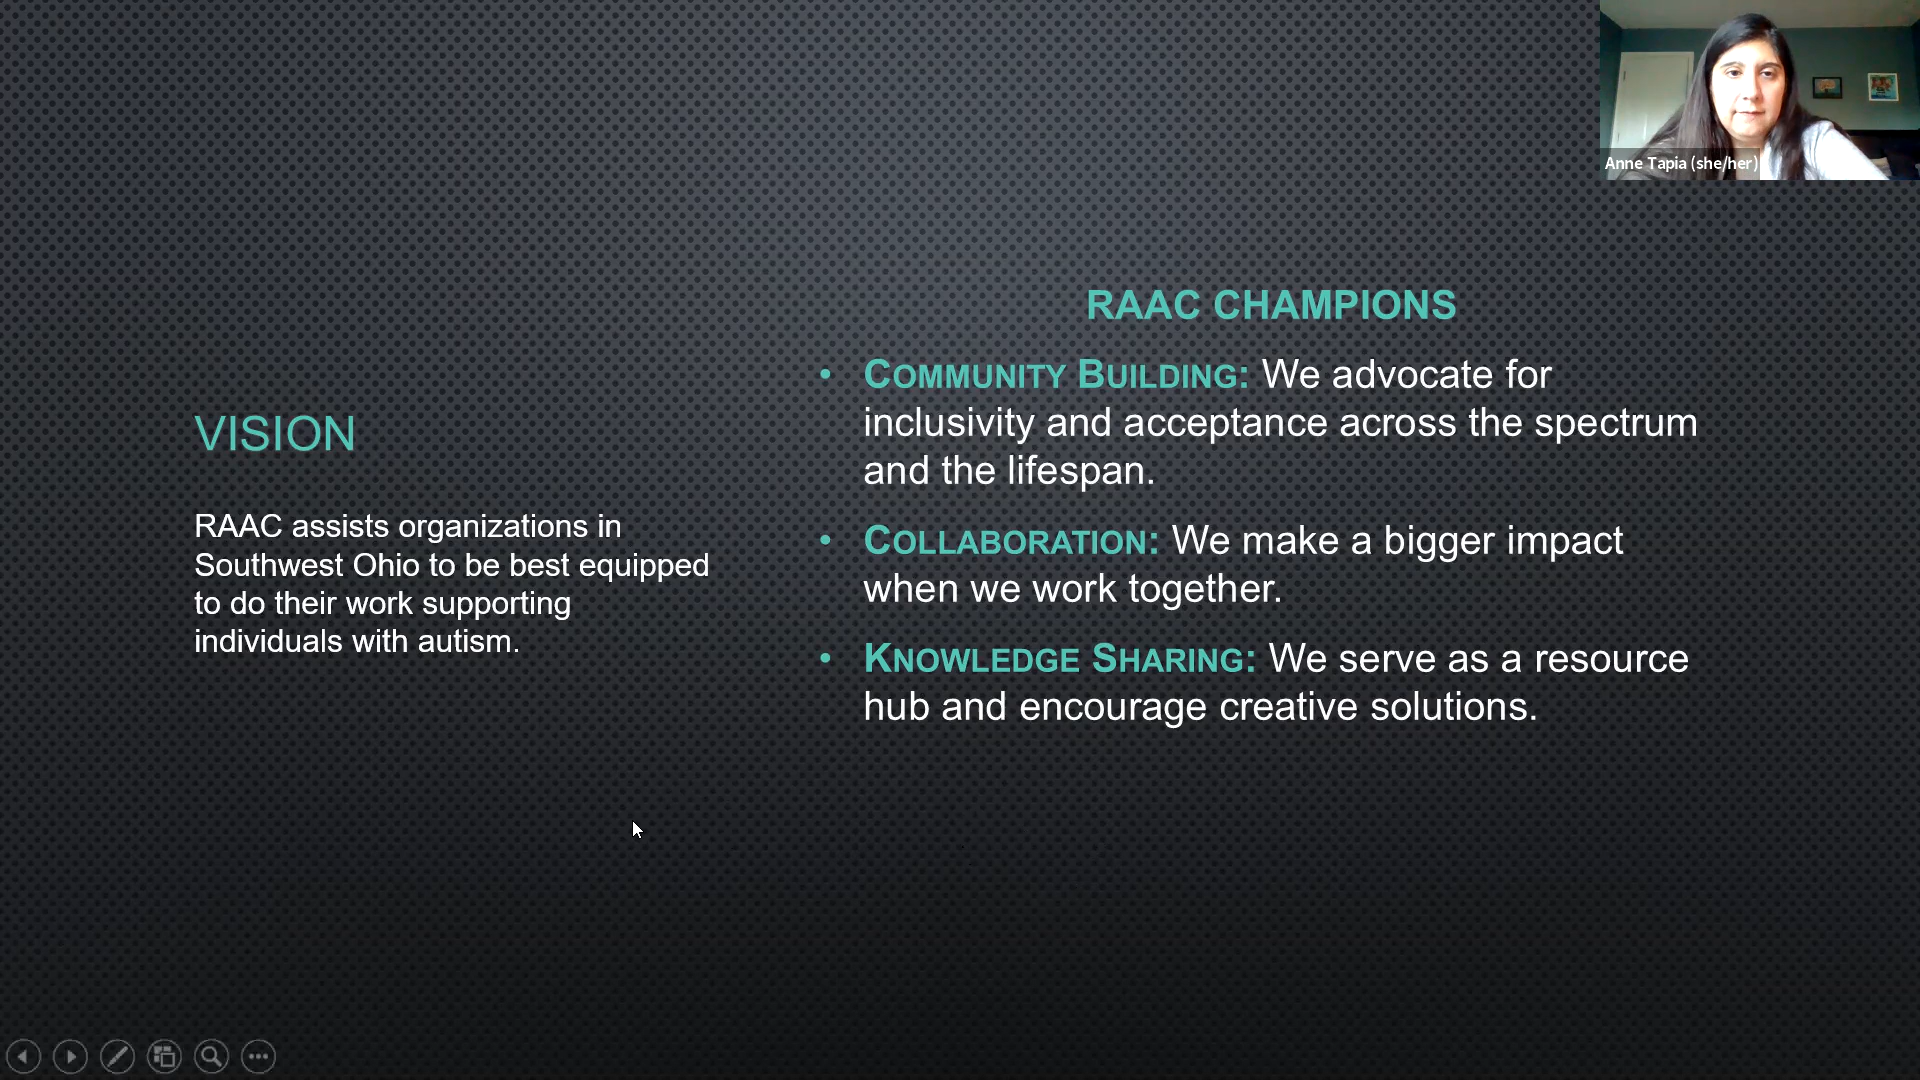 VISION
RAAC assists organizations in
Southwest Ohio to be best equipped
to do their work supporting
individuals with autism.
RAAC CHAMPIONS
• COMMUNITY BUILDING: We advocate for
inclusivity and acceptance across the spectrum
and the lifespan.
• COLLABORATION: We make a bigger impact
when we work together.
• KNOWLEDGE SHARING: We serve as a resource
hub and encourage creative solutions.
Anne Tapia (she/her)